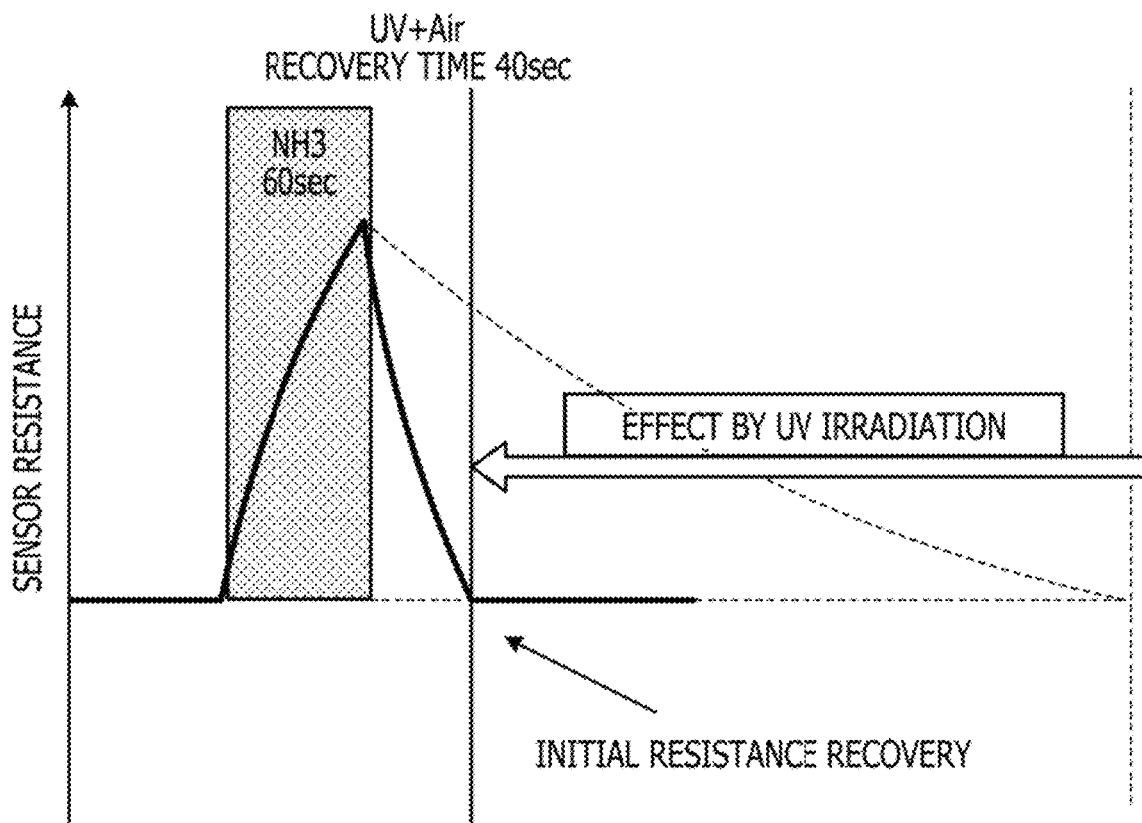 UV+Air
RECOVERY TIME 40sec
NH3
60sec
SENSOR RESISTANCE
EFFECT BY UV IRRADIATION
INITIAL RESISTANCE RECOVERY